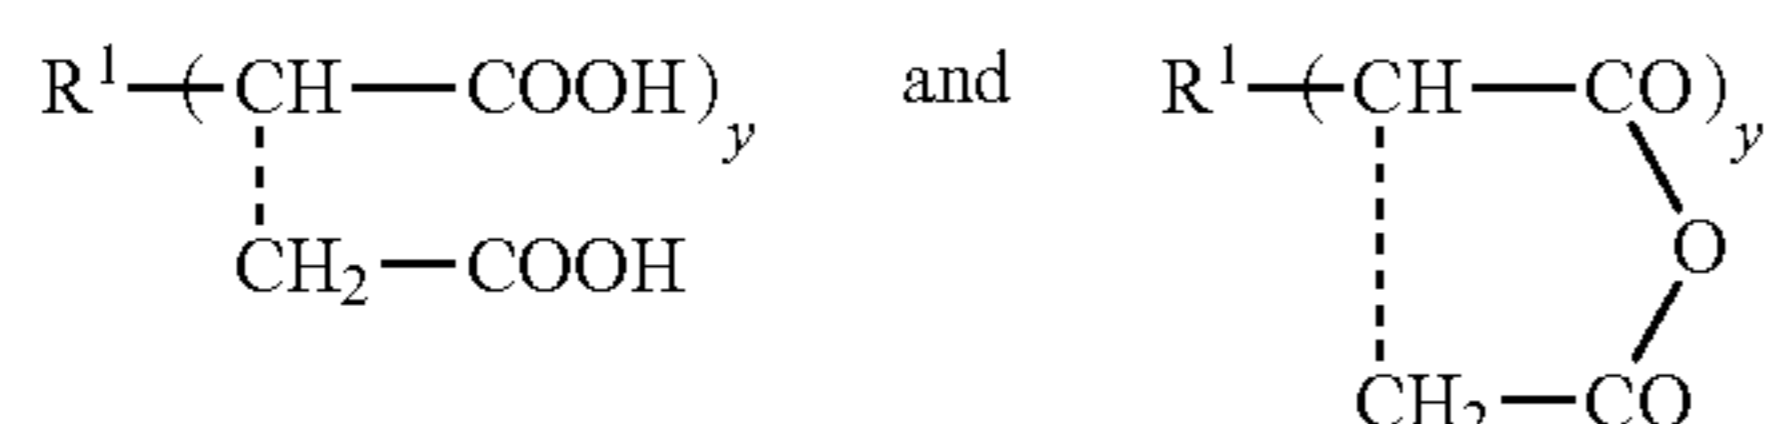 R¹—(CH—COOH)y and R¹—(CH—CO)y
O
CH₂—COOH
CH₂—CO